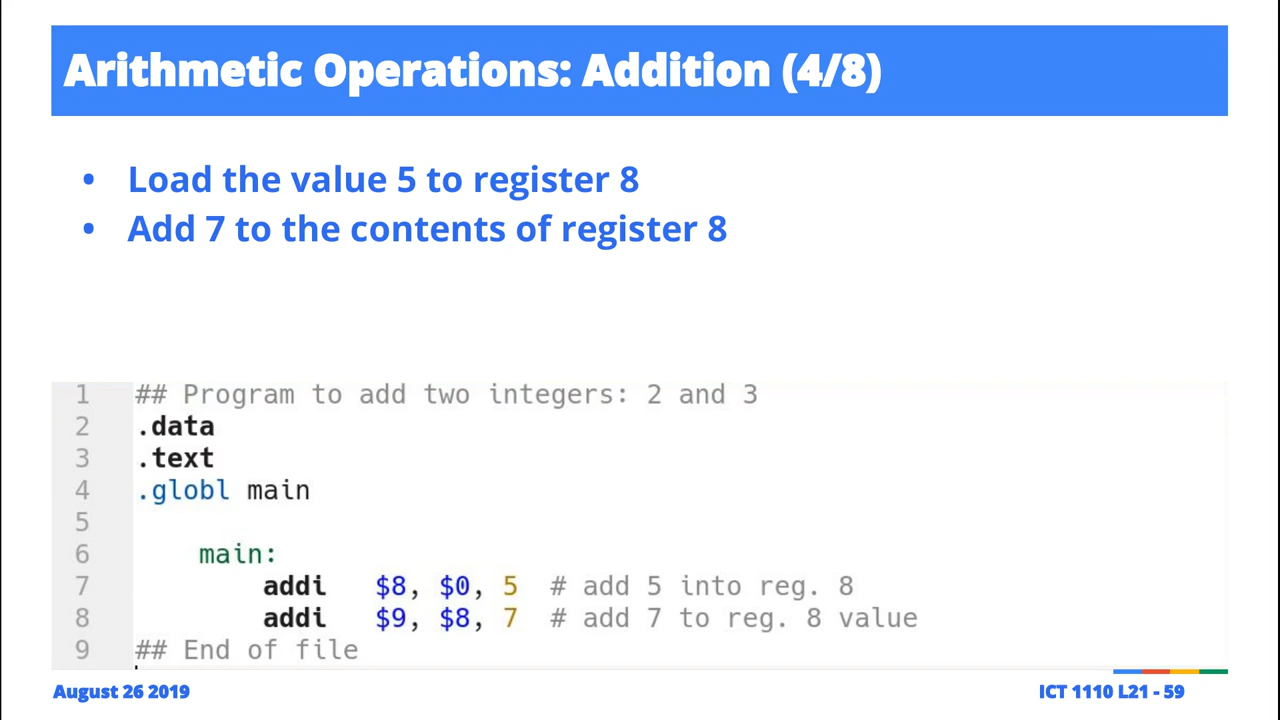 Arithmetic Operations: Addition (4/8)
• Load the value 5 to register 8
• Add 7 to the contents of register 8
1 ## Program to add two integers: 2 and 3
2 .data
3 .text
4 .globl main
5
6 main:
7 addi $8, $0, 5 # add 5 into reg. 8
8 addi $9, $8, 7 # add 7 to reg. 8 value
9 ## End of file
August 26 2019
ICT 1110 L21 - 59